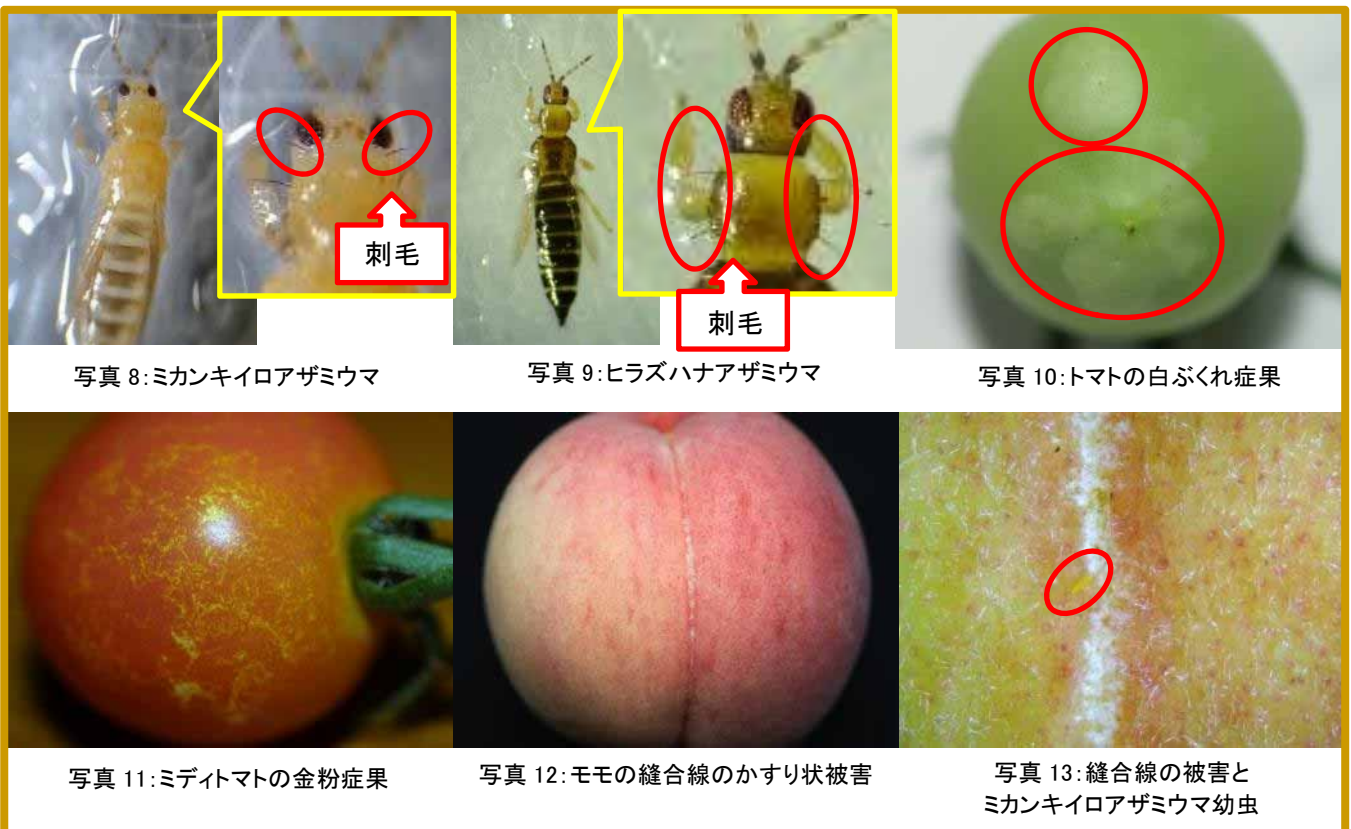 刺毛
刺毛
写真 8:ミカンキイロアザミウマ
写真 9:ヒラズハナアザミウマ
写真 10:トマトの白ぶくれ症果
写真 11:ミディトマトの金粉症果
写真 12:モモの縫合線のかすり状被害
写真 13:縫合線の被害と
ミカンキイロアザミウマ幼虫